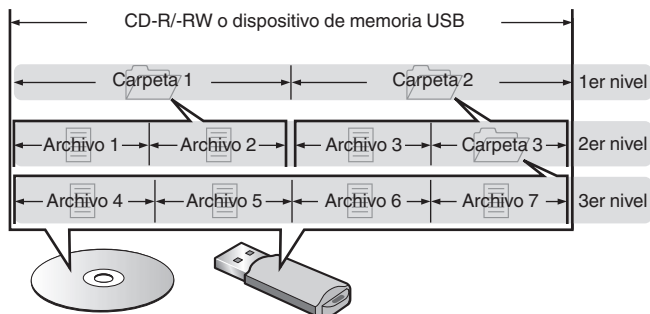 CD-R/-RW o dispositivo de memoria USB
Carpeta 1 Carpeta 2 1er nivel
Archivo 1 Archivo 2 Archivo 3 Carpeta 3 2er nivel
Archivo 4 Archivo 5 Archivo 6 Archivo 7 3er nivel